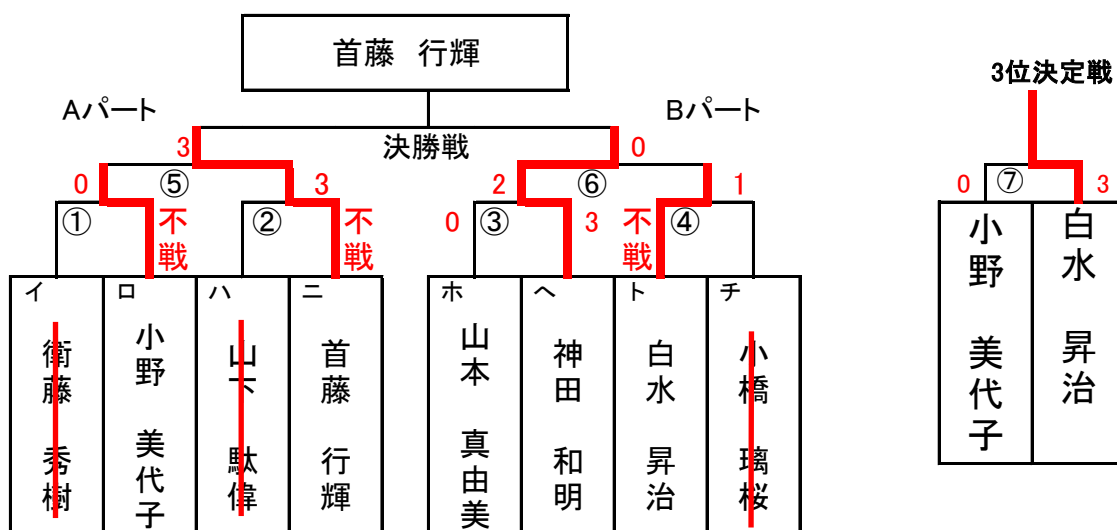 首藤 行輝
3位決定戦
Aパート
Bパート
3
決勝戦
0
0
⑤
3
2
⑥
1
0
⑦
3
①
不戦
②
不戦
0
③
3
不戦
④
イ
ロ
ハ
ニ
ホ
ヘ
ト
チ
衛藤 秀樹
小野 美代子
山下 駄偉
首藤 行輝
山本 真由美
神田 和明
白水 昇治
小橋 璃桜
小野 美代子
白水 昇治